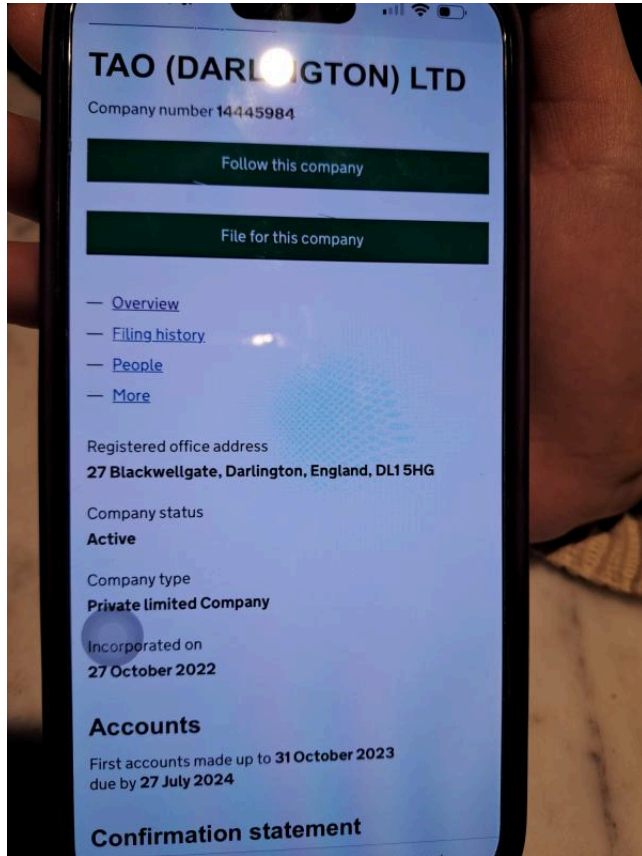 TAO (DARLINGTON) LTD
Company number 14445984
Follow this company
File for this company
— Overview
— Filing history
— People
— More
Registered office address
27 Blackwellgate, Darlington, England, DL1 5HG
Company status
Active
Company type
Private limited Company
Incorporated on
27 October 2022
Accounts
First accounts made up to 31 October 2023
due by 27 July 2024
Confirmation statement